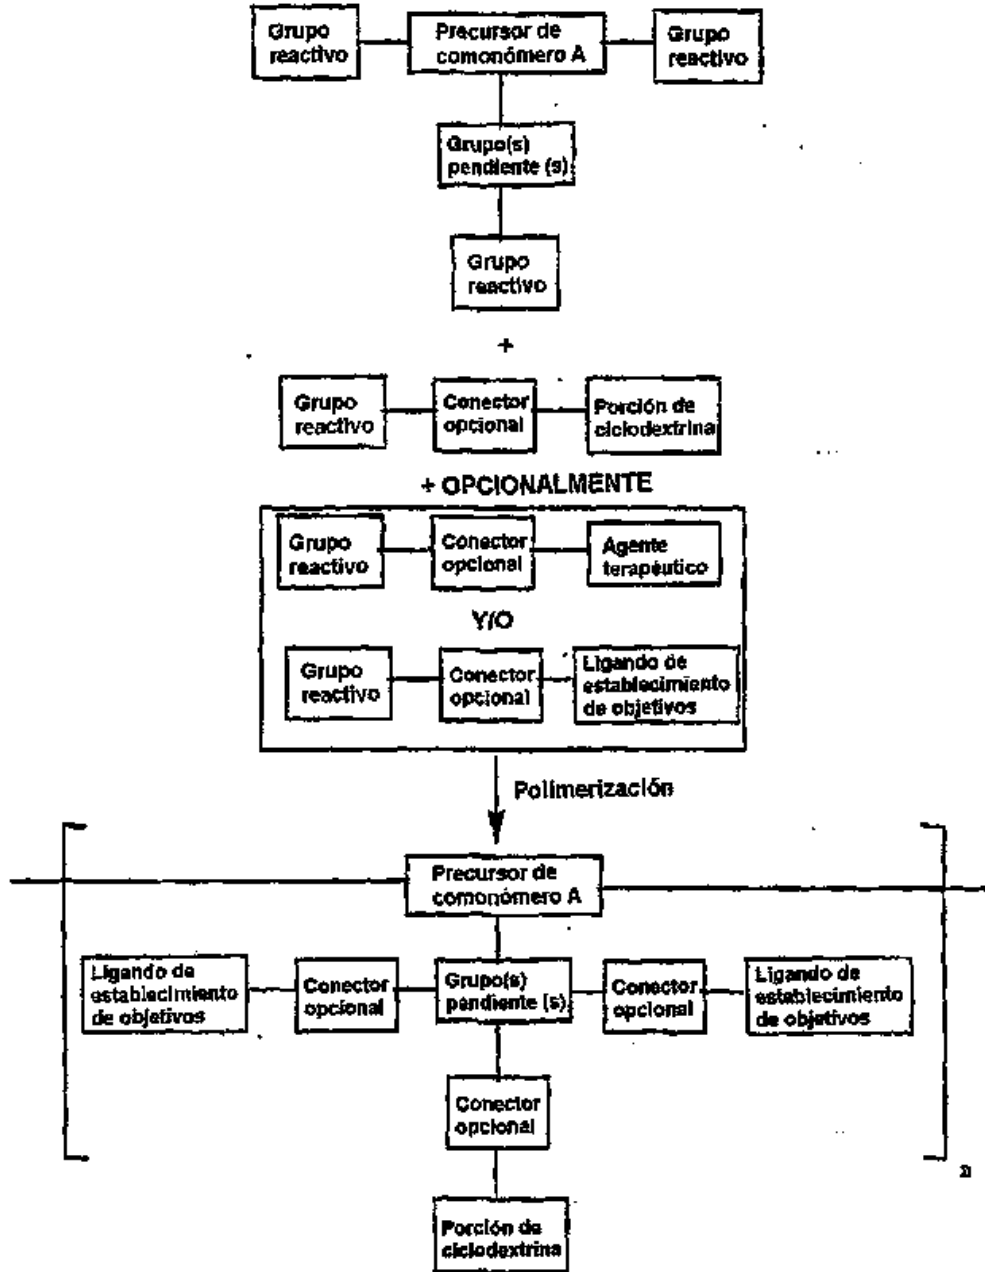 Grupo
reactivo
Precursor de
comonómero A
Grupo
reactivo
Grupo(s)
pendiente (s)
Grupo
reactivo
+
Grupo
reactivo
Conector
opcional
Porción de
ciclodextrina
+ OPCIONALMENTE
Grupo
reactivo
Conector
opcional
Agente
terapéutico
Y/O
Grupo
reactivo
Conector
opcional
Ligando de
establecimiento
de objetivos
Polimerización
Precursor de
comonómero A
Ligando de
establecimiento
de objetivos
Conector
opcional
Grupo(s)
pendiente (s)
Conector
opcional
Ligando de
establecimiento
de objetivos
Conector
opcional
n
Porción de
ciclodextrina